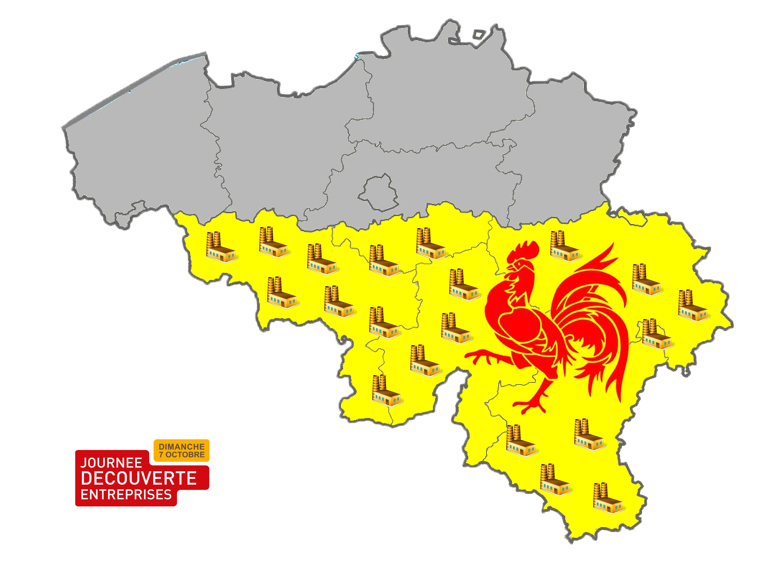 DIMANCHE
7 OCTOBRE
JOURNEE
DECOUVERTE
ENTREPRISES